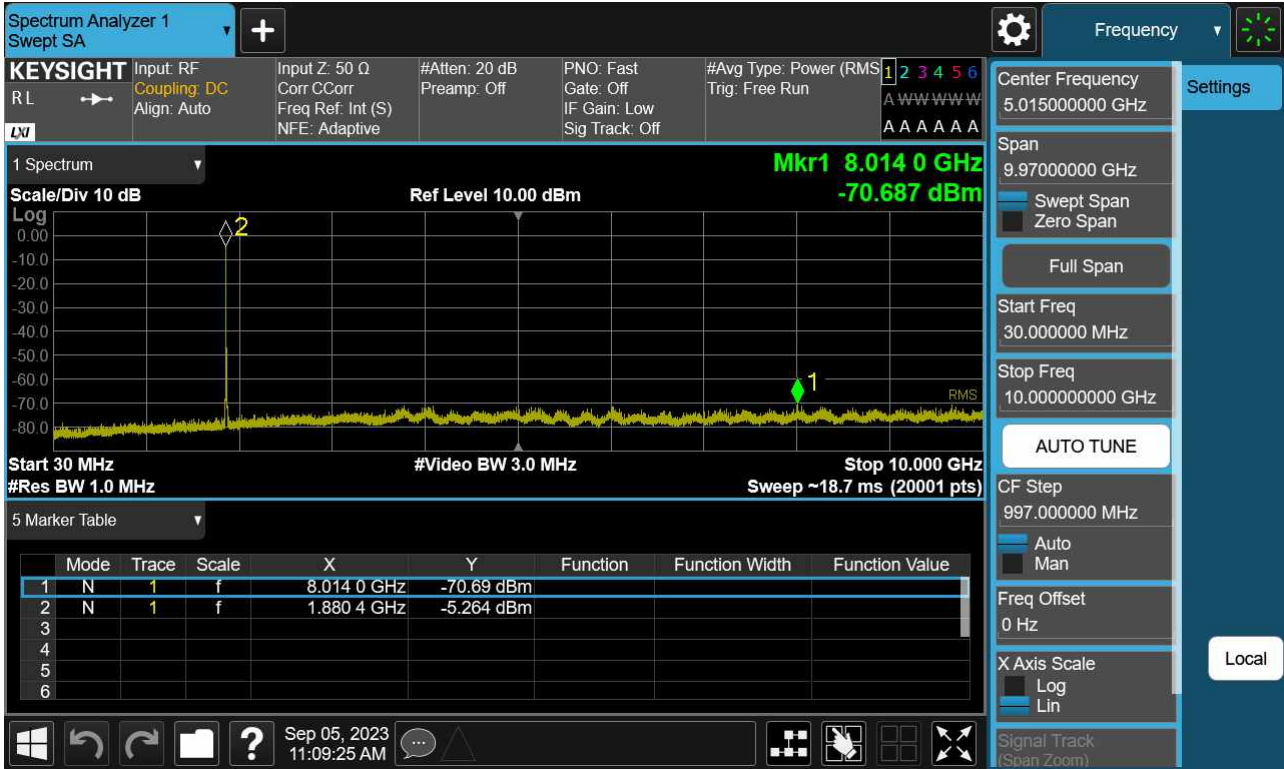 Spectrum Analyzer 1
Swept SA
Frequency
KEYSIGHT
R L
LXI
Input: RF
Coupling: DC
Align: Auto
Input Z: 50 Ω
Corr CCorr
Freq Ref: Int (S)
NFE: Adaptive
#Atten: 20 dB
Preamp: Off
PNO: Fast
Gate: Off
IF Gain: Low
Sig Track: Off
#Avg Type: Power (RMS
Trig: Free Run
1 2 3 4 5 6
A W W W W W
A A A A A A
1 Spectrum
Mkr1 8.014 0 GHz
Scale/Div 10 dB
Ref Level 10.00 dBm
-70.687 dBm
Log
0.00
-10.0
-20.0
-30.0
-40.0
-50.0
-60.0
-70.0
-80.0
2
1
RMS
Start 30 MHz
#Video BW 3.0 MHz
Stop 10.000 GHz
#Res BW 1.0 MHz
Sweep ~18.7 ms (20001 pts)
5 Marker Table
Mode Trace Scale X Y Function Function Width Function Value
1 N 1 f 8.014 0 GHz -70.69 dBm
2 N 1 f 1.880 4 GHz -5.264 dBm
3
4
5
6
Center Frequency
5.015000000 GHz
Span
9.97000000 GHz
Swept Span
Zero Span
Full Span
Start Freq
30.000000 MHz
Stop Freq
10.000000000 GHz
AUTO TUNE
CF Step
997.000000 MHz
Auto
Man
Freq Offset
0 Hz
X Axis Scale
Log
Lin
Signal Track
(Span Zoom)
Settings
Local
?
Sep 05, 2023
11:09:25 AM